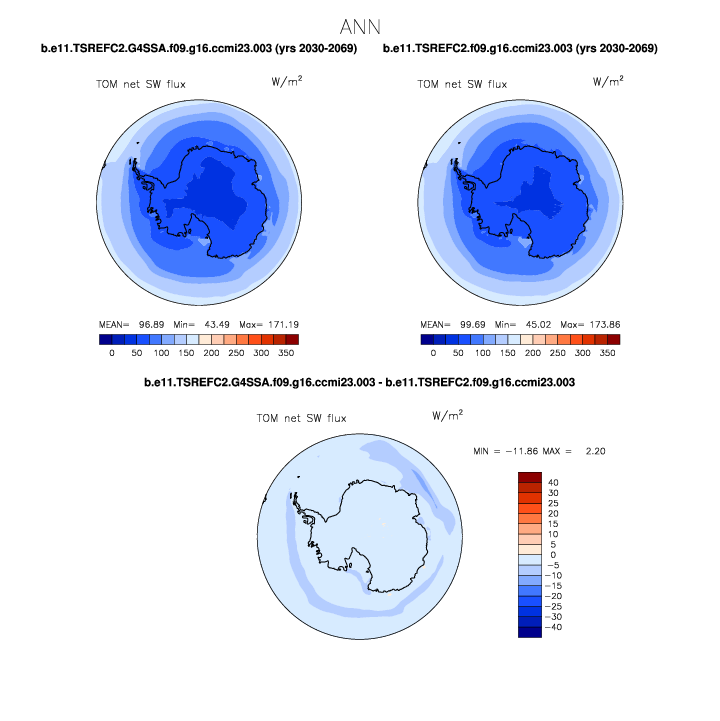 ANN
b.e11.TSREFC2.G4SSA.f09.g16.ccmi23.003 (yrs 2030-2069) b.e11.TSREFC2.f09.g16.ccmi23.003 (yrs 2030-2069)
TOM net SW flux W/m² TOM net SW flux W/m²
MEAN= 96.89 Min= 43.49 Max= 171.19 MEAN= 99.69 Min= 45.02 Max= 173.86
0 50 100 150 200 250 300 350 0 50 100 150 200 250 300 350
b.e11.TSREFC2.G4SSA.f09.g16.ccmi23.003 - b.e11.TSREFC2.f09.g16.ccmi23.003
TOM net SW flux W/m²
MIN = -11.86 MAX = 2.20
40
30
25
20
15
10
5
0
-5
-10
-15
-20
-25
-30
-40